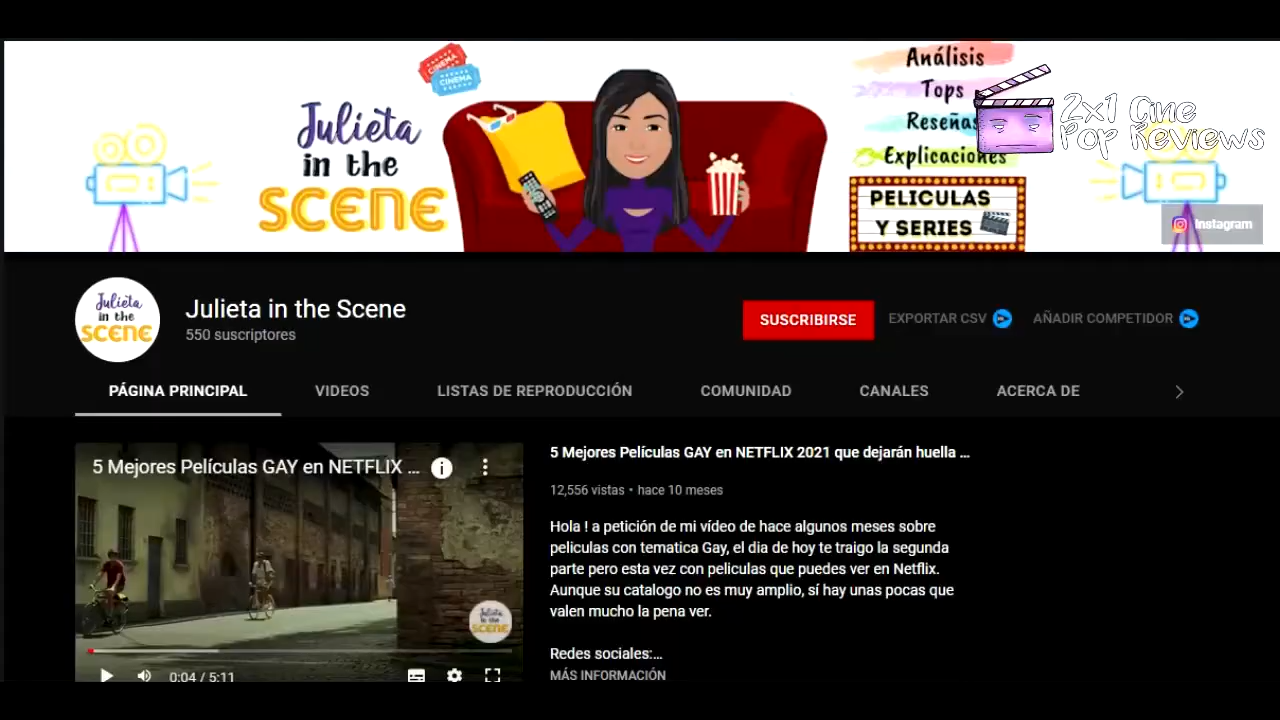 CINEMA
CINEMA
Julieta
in the
SCENE
Análisis
Tops
Reseñas
Explicaciones
PELICULAS
Y SERIES
2x1 Cine
Pop Reviews
Instagram
Julieta
in the
SCENE
Julieta in the Scene
550 suscriptores
SUSCRIBIRSE
EXPORTAR CSV
AÑADIR COMPETIDOR
PÁGINA PRINCIPAL VIDEOS LISTAS DE REPRODUCCIÓN COMUNIDAD CANALES ACERCA DE
5 Mejores Películas GAY en NETFLIX ...
Julieta
in the
SCENE
0:04 / 5:11
5 Mejores Películas GAY en NETFLIX 2021 que dejarán huella ...
12,556 vistas • hace 10 meses
Hola ! a petición de mi vídeo de hace algunos meses sobre
peliculas con tematica Gay, el dia de hoy te traigo la segunda
parte pero esta vez con peliculas que puedes ver en Netflix.
Aunque su catalogo no es muy amplio, sí hay unas pocas que
valen mucho la pena ver.
Redes sociales:...
MÁS INFORMACIÓN